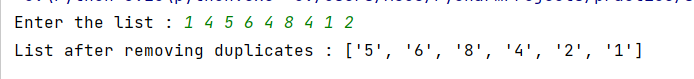 Enter the list : 1 4 5 6 4 8 4 1 2
List after removing duplicates : ['5', '6', '8', '4', '2', '1']